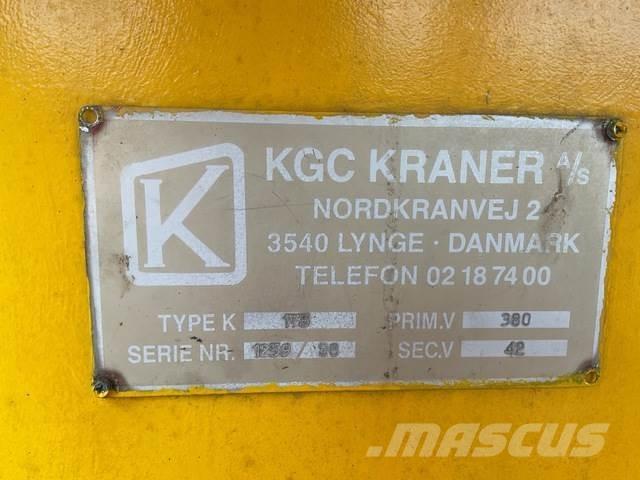 K
KGC KRANER A/S
NORDKRANVEJ 2
3540 LYNGE · DANMARK
TELEFON 02 18 74 00
TYPE K PRIM.V 380
SERIE NR. SEC.V 42
MASCUS